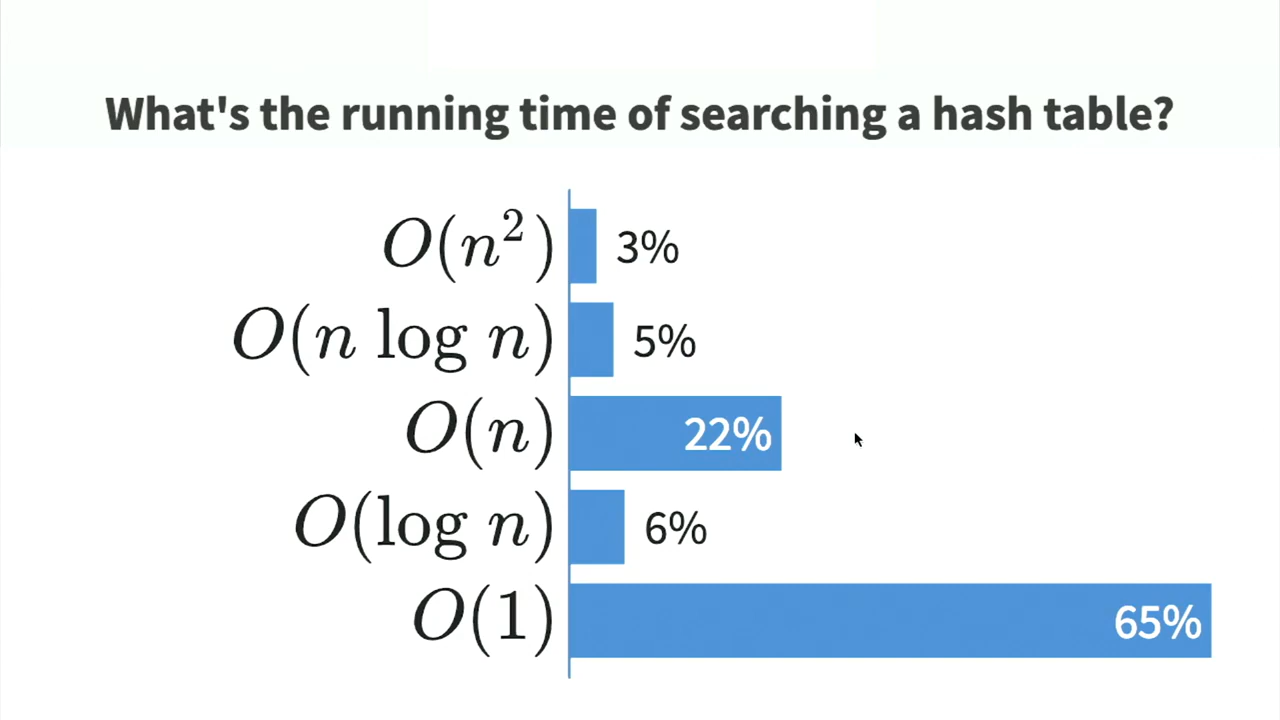 What's the running time of searching a hash table?
O(n²) 3%
O(n log n) 5%
O(n) 22%
O(log n) 6%
O(1) 65%